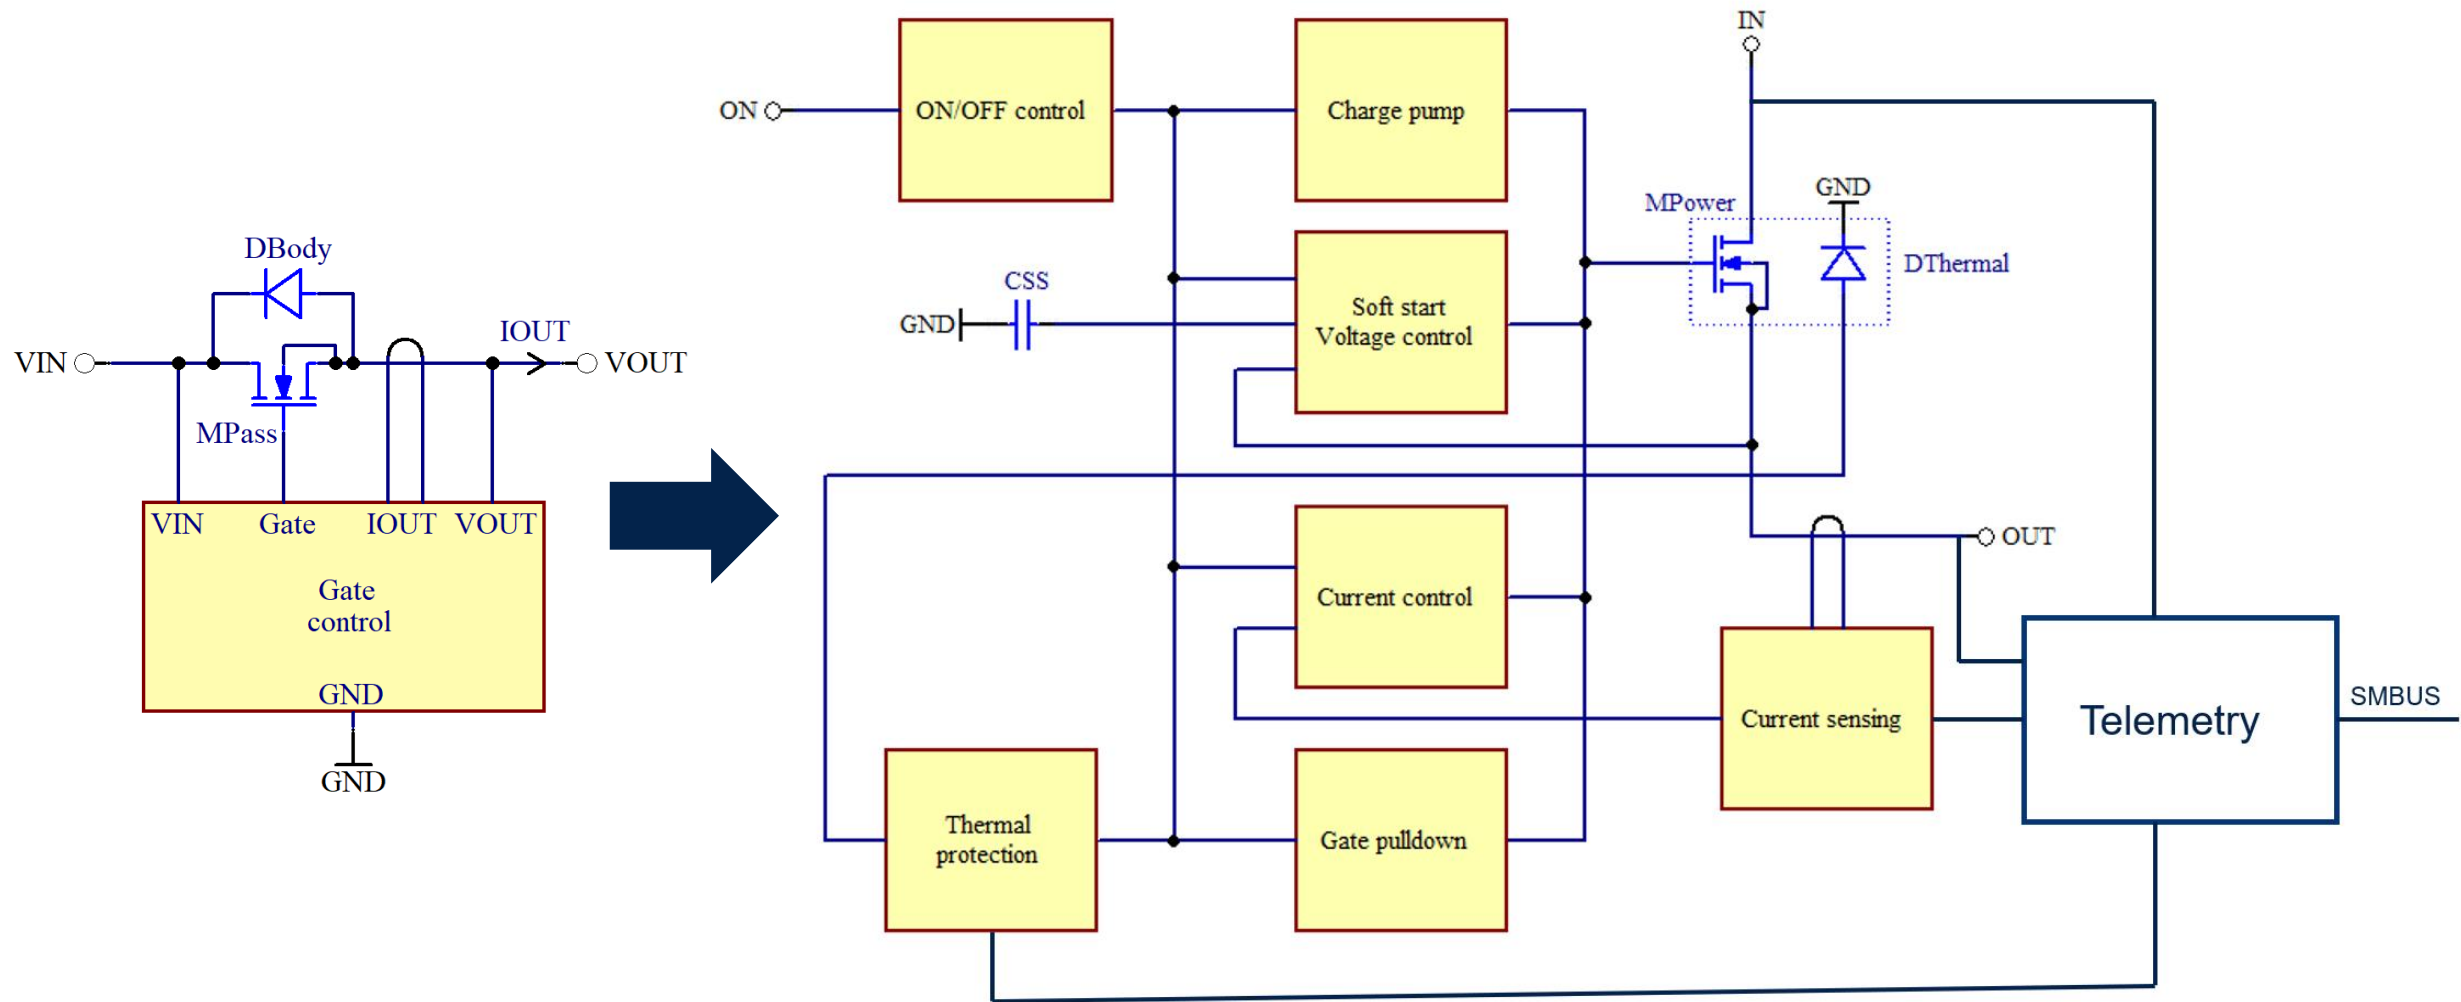 DBody
IOUT
VIN
VOUT
MPass
VIN Gate IOUT VOUT
Gate
control
GND
GND
IN
ON
ON/OFF control
Charge pump
GND
MPower
DThermal
CSS
GND
Soft start
Voltage control
OUT
Current control
Current sensing
Telemetry
SMBUS
Thermal
protection
Gate pulldown